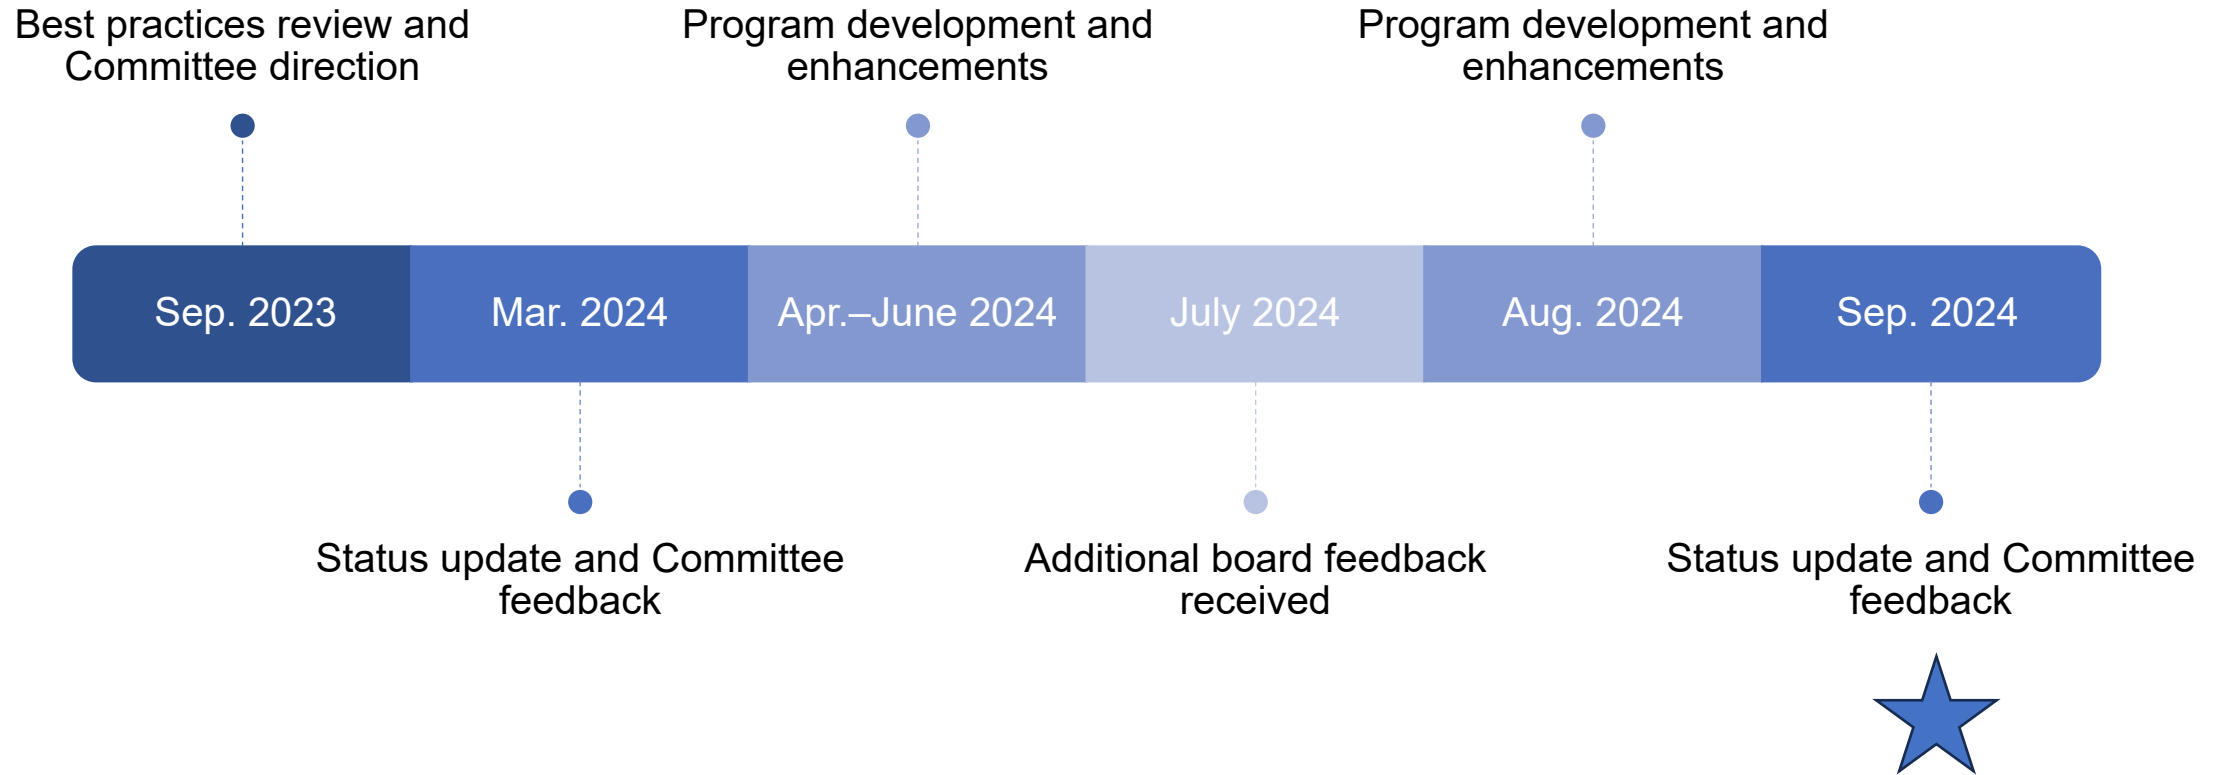 Best practices review and
Committee direction
Program development and
enhancements
Program development and
enhancements
Sep. 2023
Mar. 2024
Apr.–June 2024
July 2024
Aug. 2024
Sep. 2024
Status update and Committee
feedback
Additional board feedback
received
Status update and Committee
feedback